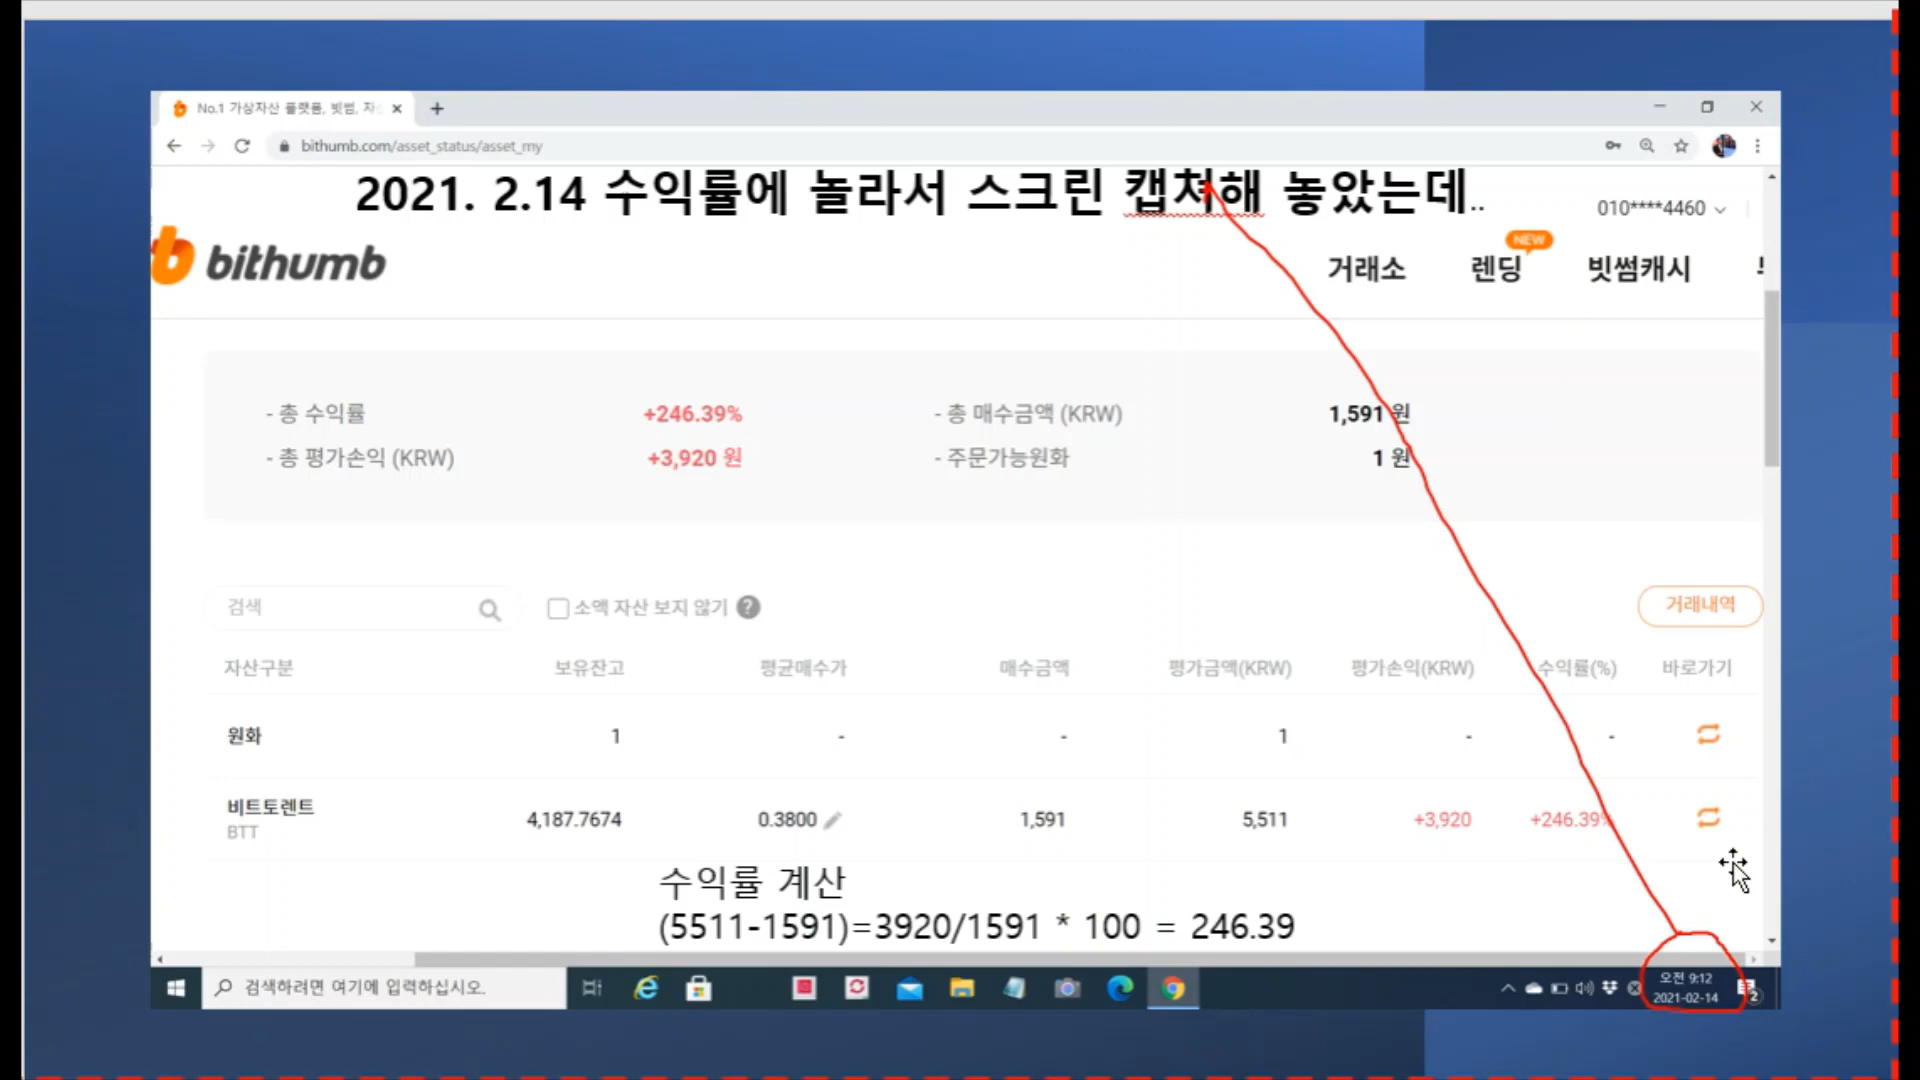 No.1 가상자산 플랫폼, 빗썸, 자
bithumb.com/asset_status/asset_my
2021. 2.14 수익률에 놀라서 스크린 캡처해 놓았는데..
010****4460
NEW
bithumb
거래소 렌딩 빗썸캐시
- 총 수익률 +246.39% - 총 매수금액 (KRW) 1,591 원
- 총 평가손익 (KRW) +3,920 원 - 주문가능원화 1 원
검색 소액 자산 보지 않기 ? 거래내역
자산구분 보유잔고 평균매수가 매수금액 평가금액(KRW) 평가손익(KRW) 수익률(%) 바로가기
원화 1 - - 1 - -
비트토렌트 4,187.7674 0.3800 1,591 5,511 +3,920 +246.39%
BTT
수익률 계산
(5511-1591)=3920/1591 * 100 = 246.39
검색하려면 여기에 입력하십시오.
오전 9:12
2021-02-14
2